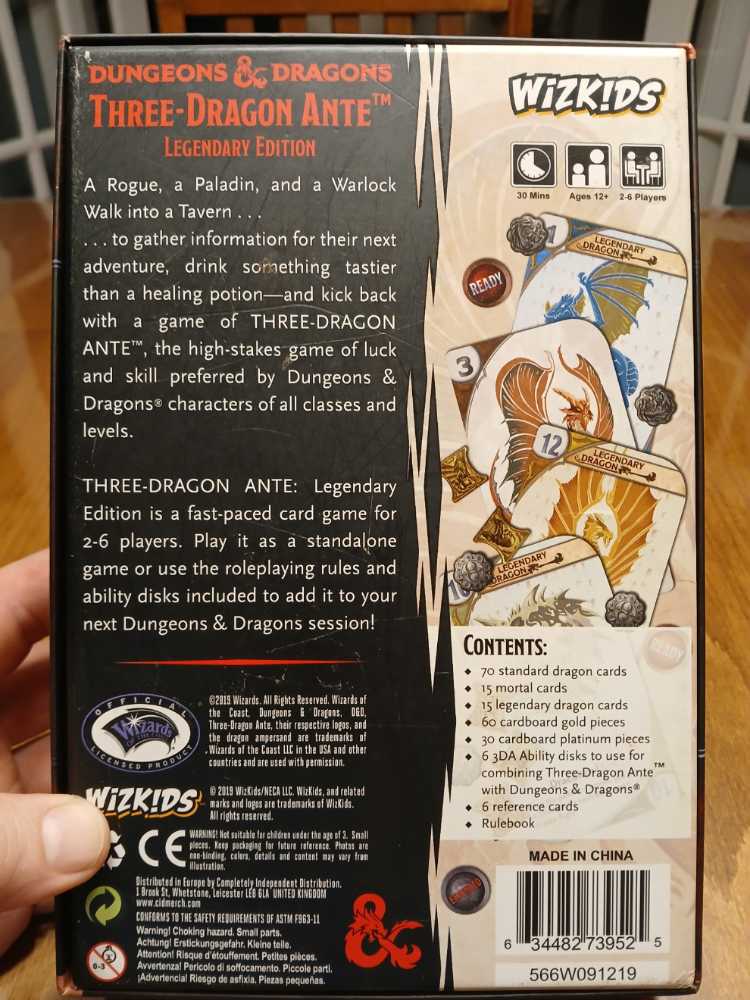 DUNGEONS & DRAGONS
THREE-DRAGON ANTE™
LEGENDARY EDITION
A Rogue, a Paladin, and a Warlock
Walk into a Tavern . . .
. . . to gather information for their next
adventure, drink something tastier
than a healing potion—and kick back
with a game of THREE-DRAGON
ANTE™, the high-stakes game of luck
and skill preferred by Dungeons &
Dragons® characters of all classes and
levels.
THREE-DRAGON ANTE: Legendary
Edition is a fast-paced card game for
2-6 players. Play it as a standalone
game or use the roleplaying rules and
ability disks included to add it to your
next Dungeons & Dragons session!
OFFICIAL
Wizards
OF THE COAST
LICENSED PRODUCT
©2019 Wizards. All Rights Reserved. Wizards of
the Coast, Dungeons & Dragons, D&D,
Three-Dragon Ante, their respective logos, and
the dragon ampersand are trademarks of
Wizards of the Coast LLC in the USA and other
countries and are used with permission.
WIZK!DS
© 2019 WizKids/NECA LLC. WizKids, and related
marks and logos are trademarks of WizKids.
All rights reserved.
CE
WARNING! Not suitable for children under the age of 3. Small
pieces. Keep packaging for future reference. Photos are
non-binding, colors, details and content may vary from
illustration.
Distributed in Europe by Completely Independent Distribution.
1 Brook St, Whetstone, Leicester LE8 6LA UNITED KINGDOM
www.cidmerch.com
CONFORMS TO THE SAFETY REQUIREMENTS OF ASTM F963-11
0-3
Warning! Choking hazard. Small parts.
Achtung! Erstickungsgefahr. Kleine teile.
Attention! Risque d'étouffement. Petites pièces.
Avvertenza! Pericolo di soffocamento. Piccole parti.
¡Advertencia! Riesgo de asfixia. Piezas pequeñas.
WIZK!DS
30 Mins
Ages 12+
2-6 Players
1
LEGENDARY
DRAGON
READY
3
12
LEGENDARY
DRAGON
10
LEGENDARY
DRAGON
READY
CONTENTS:
◆ 70 standard dragon cards
◆ 15 mortal cards
◆ 15 legendary dragon cards
◆ 60 cardboard gold pieces
◆ 30 cardboard platinum pieces
◆ 6 3DA Ability disks to use for
combining Three-Dragon Ante™
with Dungeons & Dragons®
◆ 6 reference cards
◆ Rulebook
MADE IN CHINA
6 34482 73952 5
566W091219